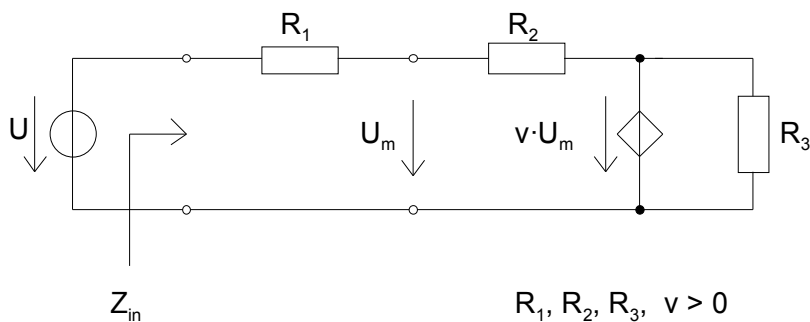 R₁
R₂
U
Uₘ
v·Uₘ
R₃
Zᵢₙ
R₁, R₂, R₃, v > 0